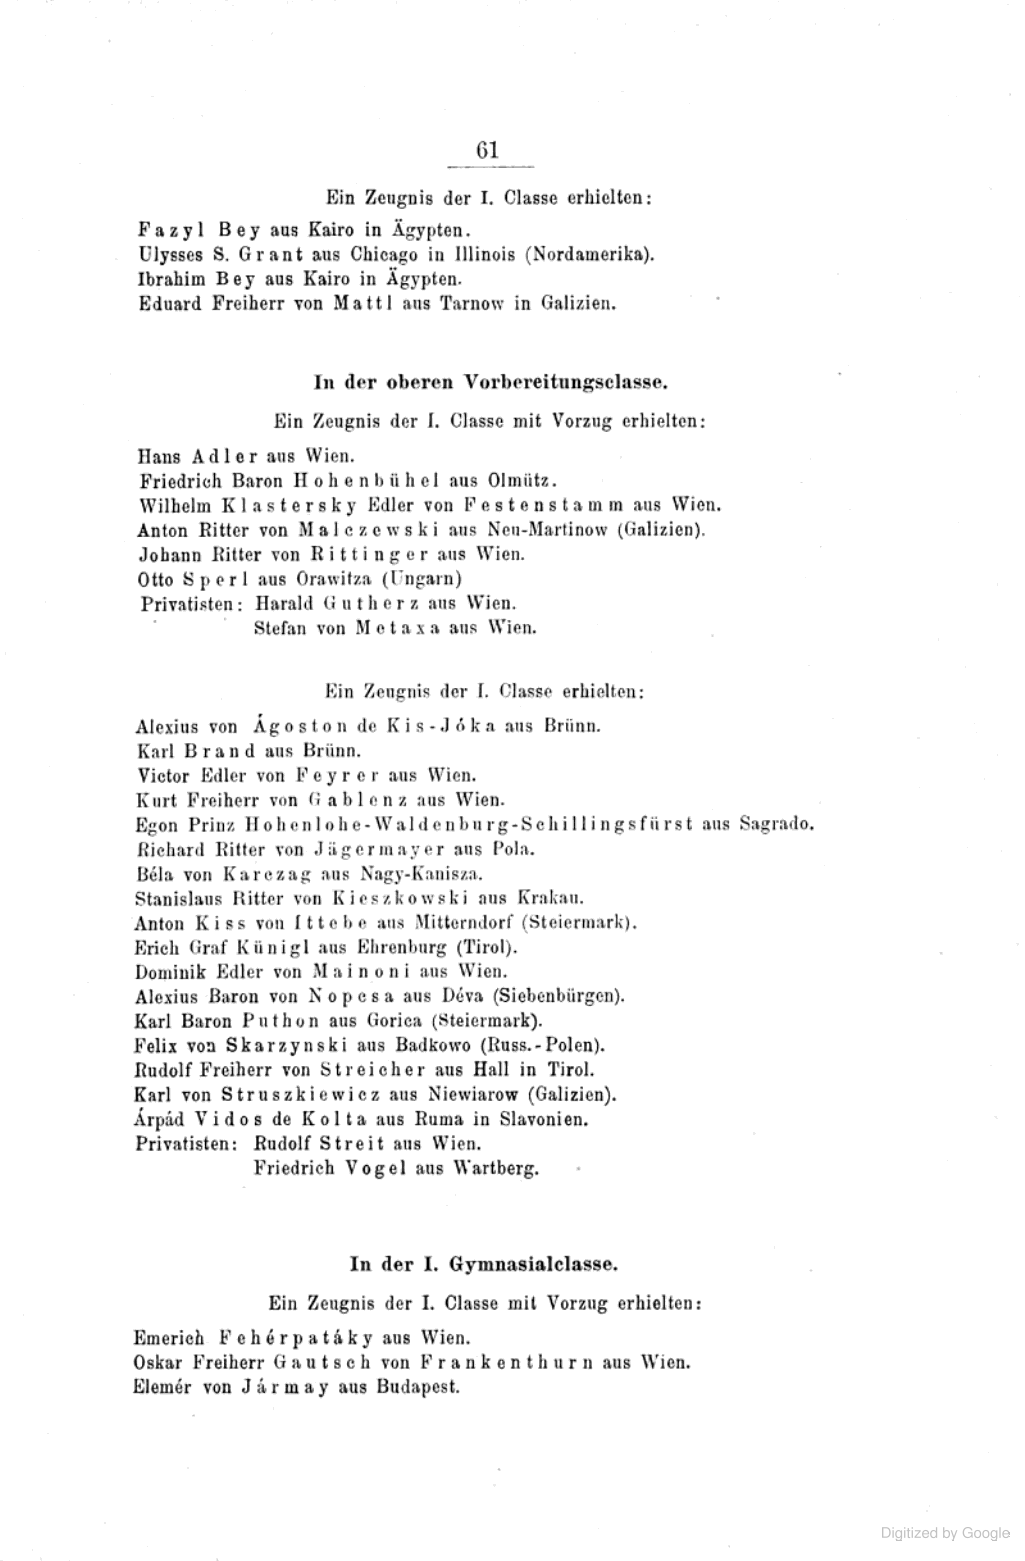 61
Ein Zeugnis der I. Classe erhielten:
Fazyl Bey aus Kairo in Ägypten.
Ulysses S. Grant aus Chicago in Illinois (Nordamerika).
Ibrahim Bey aus Kairo in Ägypten.
Eduard Freiherr von Mattl aus Tarnow in Galizien.
In der oberen Vorbereitungsclasse.
Ein Zeugnis der I. Classe mit Vorzug erhielten:
Hans Adler aus Wien.
Friedrich Baron Hohenbühel aus Olmütz.
Wilhelm Klastersky Edler von Festenstamm aus Wien.
Anton Ritter von Malczewski aus Neu-Martinow (Galizien).
Johann Ritter von Rittinger aus Wien.
Otto Sperl aus Orawitza (Ungarn)
Privatisten: Harald Gutherz aus Wien.
Stefan von Metaxa aus Wien.
Ein Zeugnis der I. Classe erhielten:
Alexius von Ágoston de Kis-Jóka aus Brünn.
Karl Brand aus Brünn.
Victor Edler von Feyrer aus Wien.
Kurt Freiherr von Gablenz aus Wien.
Egon Prinz Hohenlohe-Waldenburg-Schillingsfürst aus Sagrado.
Richard Ritter von Jägermayer aus Pola.
Béla von Karczag aus Nagy-Kanisza.
Stanislaus Ritter von Kieszkowski aus Krakau.
Anton Kiss von Ittebe aus Mitterndorf (Steiermark).
Erich Graf Künigl aus Ehrenburg (Tirol).
Dominik Edler von Mainoni aus Wien.
Alexius Baron von Nopcsa aus Déva (Siebenbürgen).
Karl Baron Puthon aus Gorica (Steiermark).
Felix von Skarzynski aus Badkowo (Russ.-Polen).
Rudolf Freiherr von Streicher aus Hall in Tirol.
Karl von Struszkiewicz aus Niewiarow (Galizien).
Árpád Vidos de Kolta aus Ruma in Slavonien.
Privatisten: Rudolf Streit aus Wien.
Friedrich Vogel aus Wartberg.
In der I. Gymnasialclasse.
Ein Zeugnis der I. Classe mit Vorzug erhielten:
Emerich Fehérpatáky aus Wien.
Oskar Freiherr Gautsch von Frankenthurn aus Wien.
Elemér von Jármay aus Budapest.
Digitized by Google